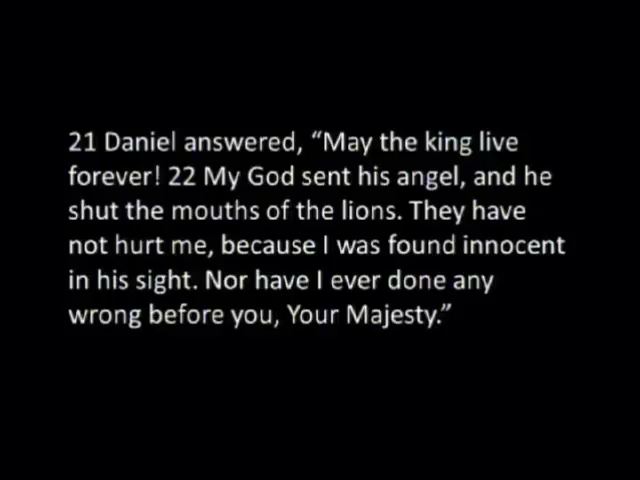 21 Daniel answered, “May the king live
forever! 22 My God sent his angel, and he
shut the mouths of the lions. They have
not hurt me, because I was found innocent
in his sight. Nor have I ever done any
wrong before you, Your Majesty.”